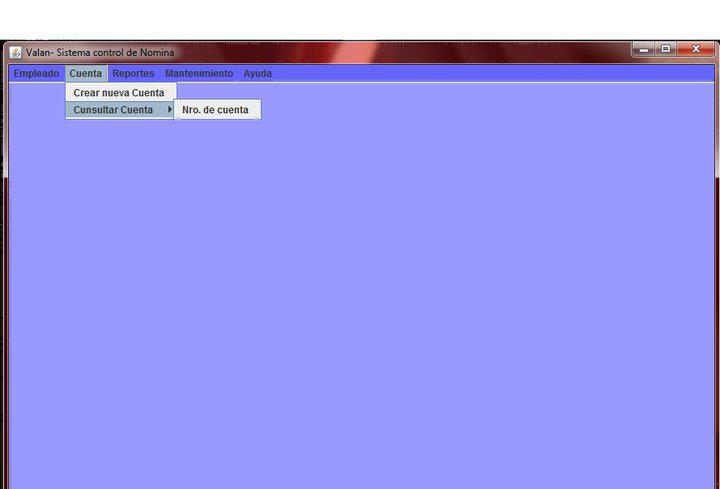 Valan- Sistema control de Nomina
Empleado Cuenta Reportes Mantenimiento Ayuda
Crear nueva Cuenta
Cunsultar Cuenta Nro. de cuenta